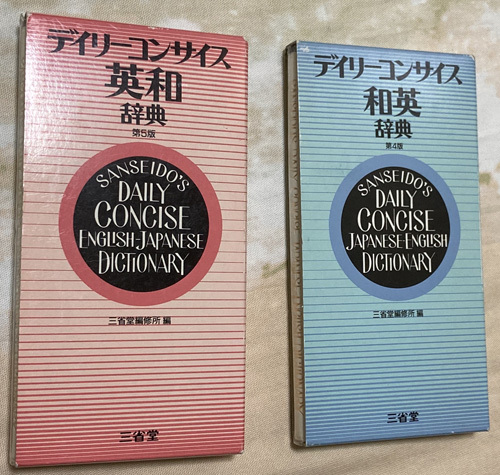 デイリーコンサイス
英和
辞典
第5版
SANSEIDO'S
DAILY
CONCISE
ENGLISH-JAPANESE
DICTIONARY
三省堂編修所 編
三省堂
デイリーコンサイス
和英
辞典
第4版
SANSEIDO'S
DAILY
CONCISE
JAPANESE-ENGLISH
DICTIONARY
三省堂編修所 編
三省堂